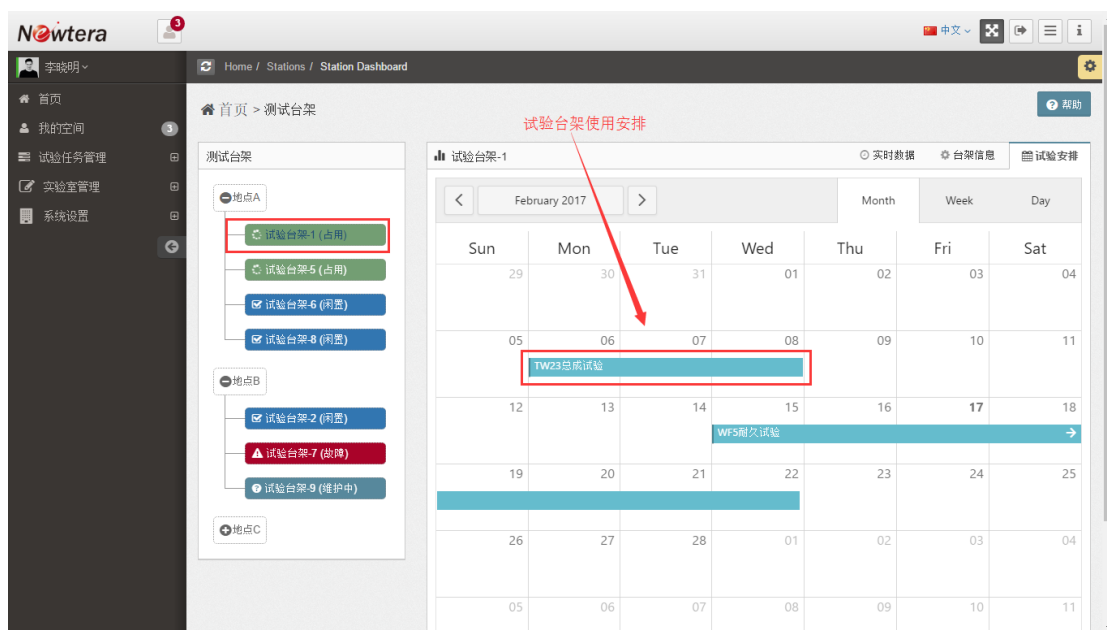 Newtera
3
中文
i
李晓明
Home / Stations / Station Dashboard
首页
我的空间
3
试验任务管理
实验室管理
系统设置
首页 > 测试台架
帮助
试验台架使用安排
测试台架
地点A
试验台架-1 (占用)
试验台架-5 (占用)
试验台架-6 (闲置)
试验台架-8 (闲置)
地点B
试验台架-2 (闲置)
试验台架-7 (故障)
试验台架-9 (维护中)
地点C
试验台架-1
实时数据
台架信息
试验安排
February 2017
Month
Week
Day
Sun Mon Tue Wed Thu Fri Sat
29 30 31 01 02 03 04
05 06 07 08 09 10 11
TW23总成试验
12 13 14 15 16 17 18
WF5耐久试验
19 20 21 22 23 24 25
26 27 28 01 02 03 04
05 06 07 08 09 10 11